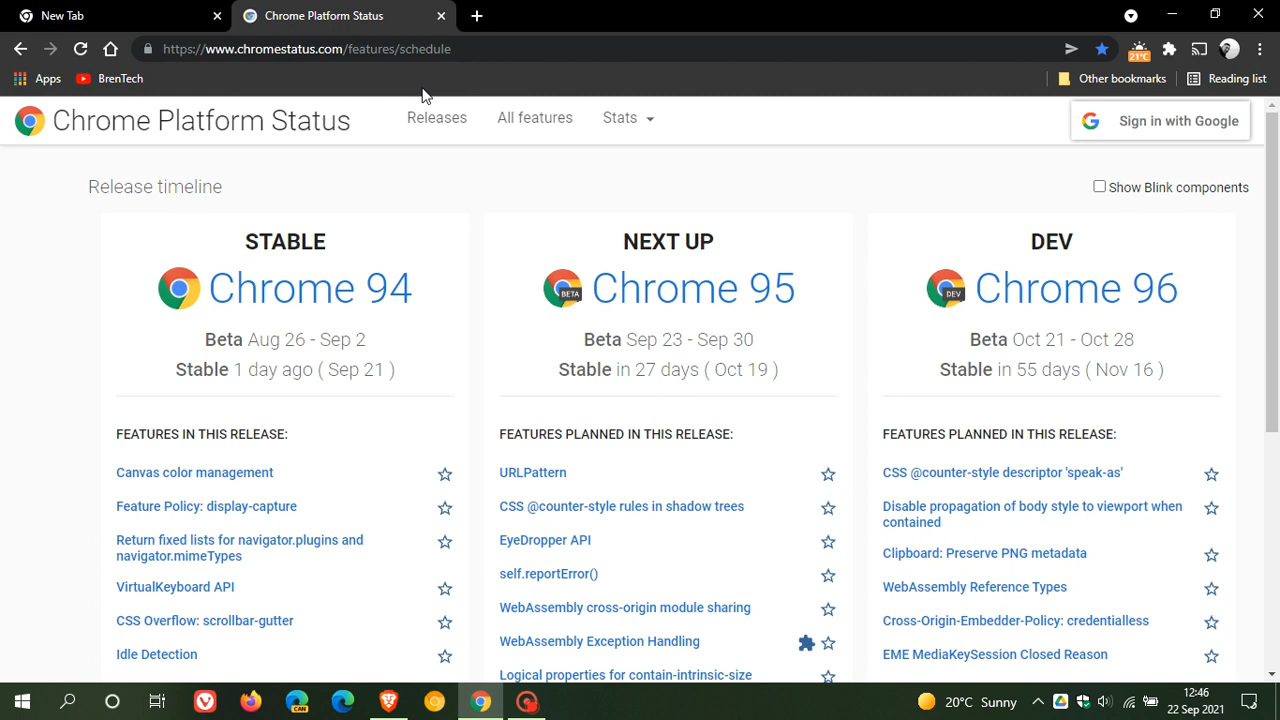 New Tab
Chrome Platform Status
https://www.chromestatus.com/features/schedule
21°C
Apps
BrenTech
Other bookmarks
Reading list
Chrome Platform Status
Releases
All features
Stats
Sign in with Google
Release timeline
Show Blink components
STABLE
Chrome 94
Beta Aug 26 - Sep 2
Stable 1 day ago ( Sep 21 )
FEATURES IN THIS RELEASE:
Canvas color management
Feature Policy: display-capture
Return fixed lists for navigator.plugins and
navigator.mimeTypes
VirtualKeyboard API
CSS Overflow: scrollbar-gutter
Idle Detection
NEXT UP
BETA
Chrome 95
Beta Sep 23 - Sep 30
Stable in 27 days ( Oct 19 )
FEATURES PLANNED IN THIS RELEASE:
URLPattern
CSS @counter-style rules in shadow trees
EyeDropper API
self.reportError()
WebAssembly cross-origin module sharing
WebAssembly Exception Handling
Logical properties for contain-intrinsic-size
DEV
DEV
Chrome 96
Beta Oct 21 - Oct 28
Stable in 55 days ( Nov 16 )
FEATURES PLANNED IN THIS RELEASE:
CSS @counter-style descriptor 'speak-as'
Disable propagation of body style to viewport when
contained
Clipboard: Preserve PNG metadata
WebAssembly Reference Types
Cross-Origin-Embedder-Policy: credentialless
EME MediaKeySession Closed Reason
CAN
20°C Sunny
12:46
22 Sep 2021